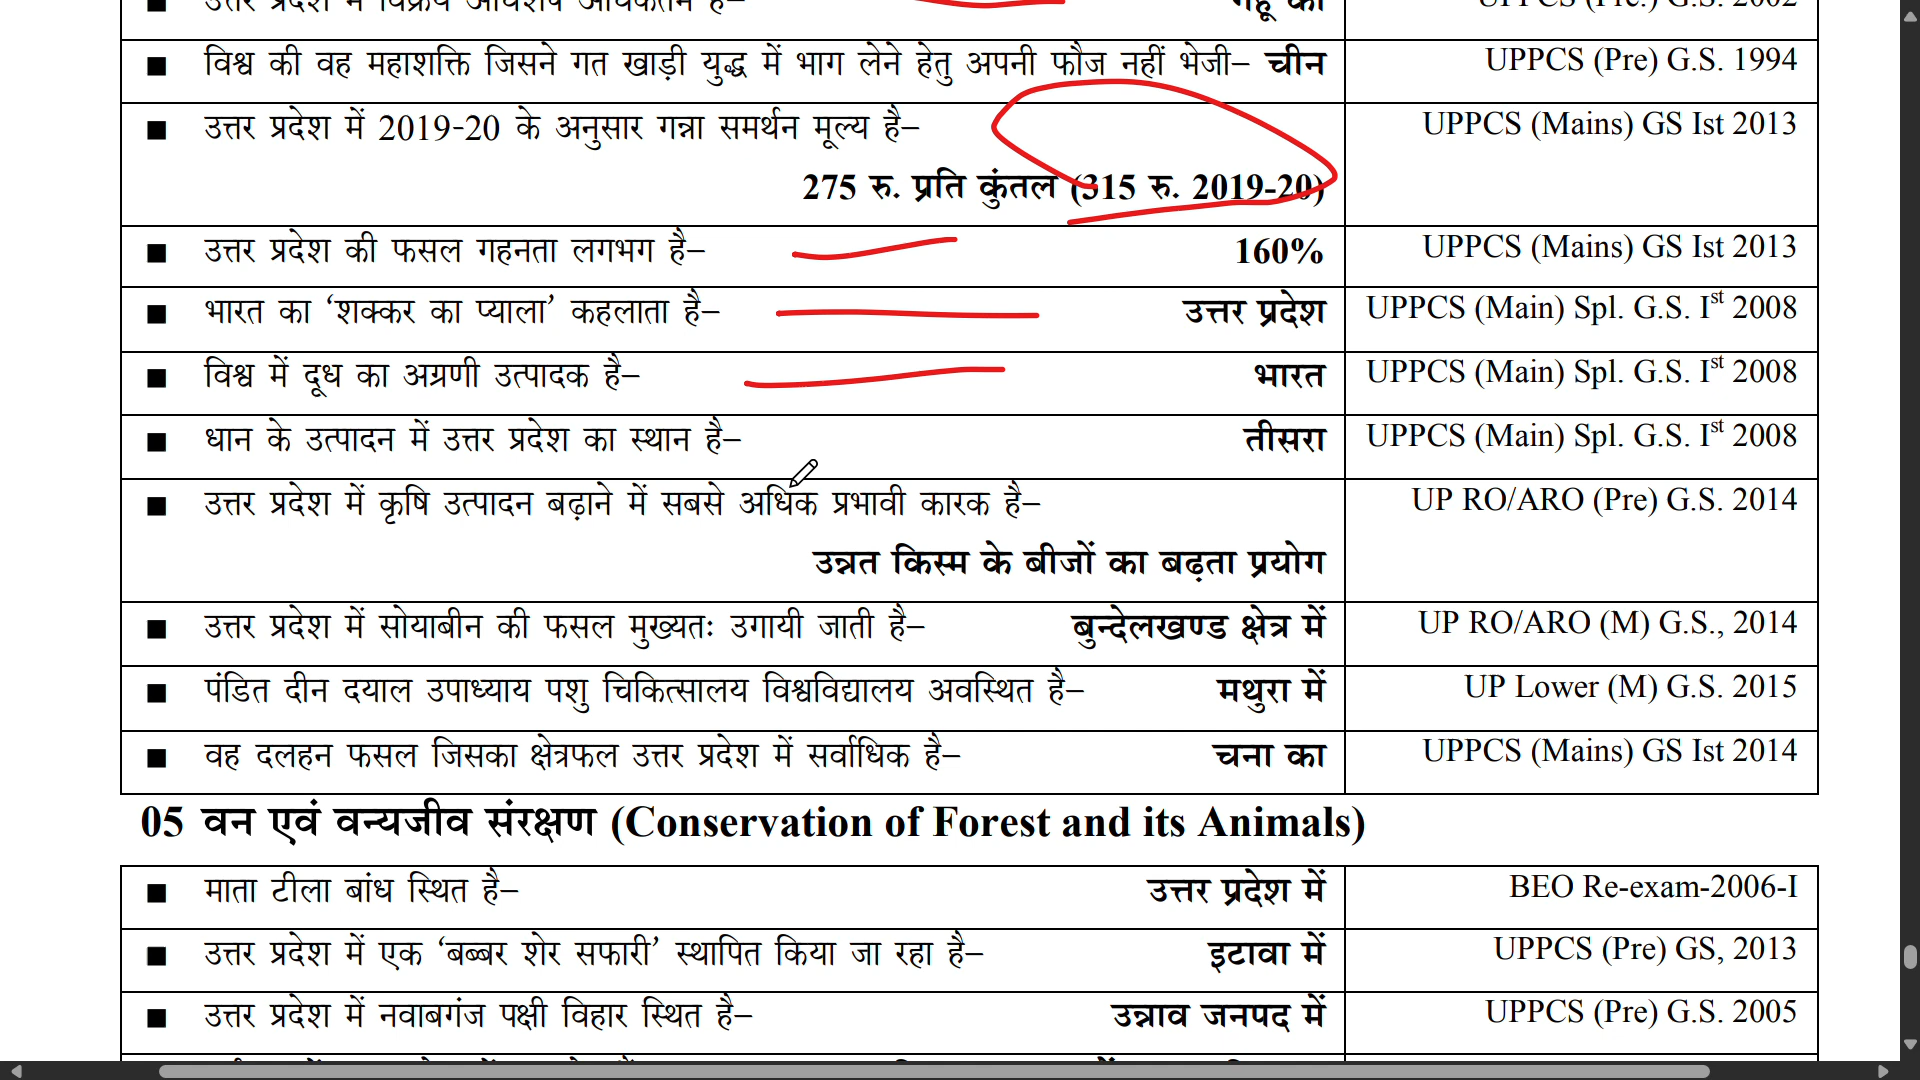 ■ उत्तर प्रदेश में विक्रेय अधिशेष अधिकतम है– गेहूं का UPPCS (Pre.) G.S. 2002
■ विश्व की वह महाशक्ति जिसने गत खाड़ी युद्ध में भाग लेने हेतु अपनी फौज नहीं भेजी– चीन UPPCS (Pre) G.S. 1994
■ उत्तर प्रदेश में 2019-20 के अनुसार गन्ना समर्थन मूल्य है– UPPCS (Mains) GS Ist 2013
275 रु. प्रति कुंतल (315 रु. 2019-20)
■ उत्तर प्रदेश की फसल गहनता लगभग है– 160% UPPCS (Mains) GS Ist 2013
■ भारत का ‘शक्कर का प्याला’ कहलाता है– उत्तर प्रदेश UPPCS (Main) Spl. G.S. Ist 2008
■ विश्व में दूध का अग्रणी उत्पादक है– भारत UPPCS (Main) Spl. G.S. Ist 2008
■ धान के उत्पादन में उत्तर प्रदेश का स्थान है– तीसरा UPPCS (Main) Spl. G.S. Ist 2008
■ उत्तर प्रदेश में कृषि उत्पादन बढ़ाने में सबसे अधिक प्रभावी कारक है– UP RO/ARO (Pre) G.S. 2014
उन्नत किस्म के बीजों का बढ़ता प्रयोग
■ उत्तर प्रदेश में सोयाबीन की फसल मुख्यतः उगायी जाती है– बुन्देलखण्ड क्षेत्र में UP RO/ARO (M) G.S., 2014
■ पंडित दीन दयाल उपाध्याय पशु चिकित्सालय विश्वविद्यालय अवस्थित है– मथुरा में UP Lower (M) G.S. 2015
■ वह दलहन फसल जिसका क्षेत्रफल उत्तर प्रदेश में सर्वाधिक है– चना का UPPCS (Mains) GS Ist 2014
05 वन एवं वन्यजीव संरक्षण (Conservation of Forest and its Animals)
■ माता टीला बांध स्थित है– उत्तर प्रदेश में BEO Re-exam-2006-I
■ उत्तर प्रदेश में एक ‘बब्बर शेर सफारी’ स्थापित किया जा रहा है– इटावा में UPPCS (Pre) GS, 2013
■ उत्तर प्रदेश में नवाबगंज पक्षी विहार स्थित है– उन्नाव जनपद में UPPCS (Pre) G.S. 2005